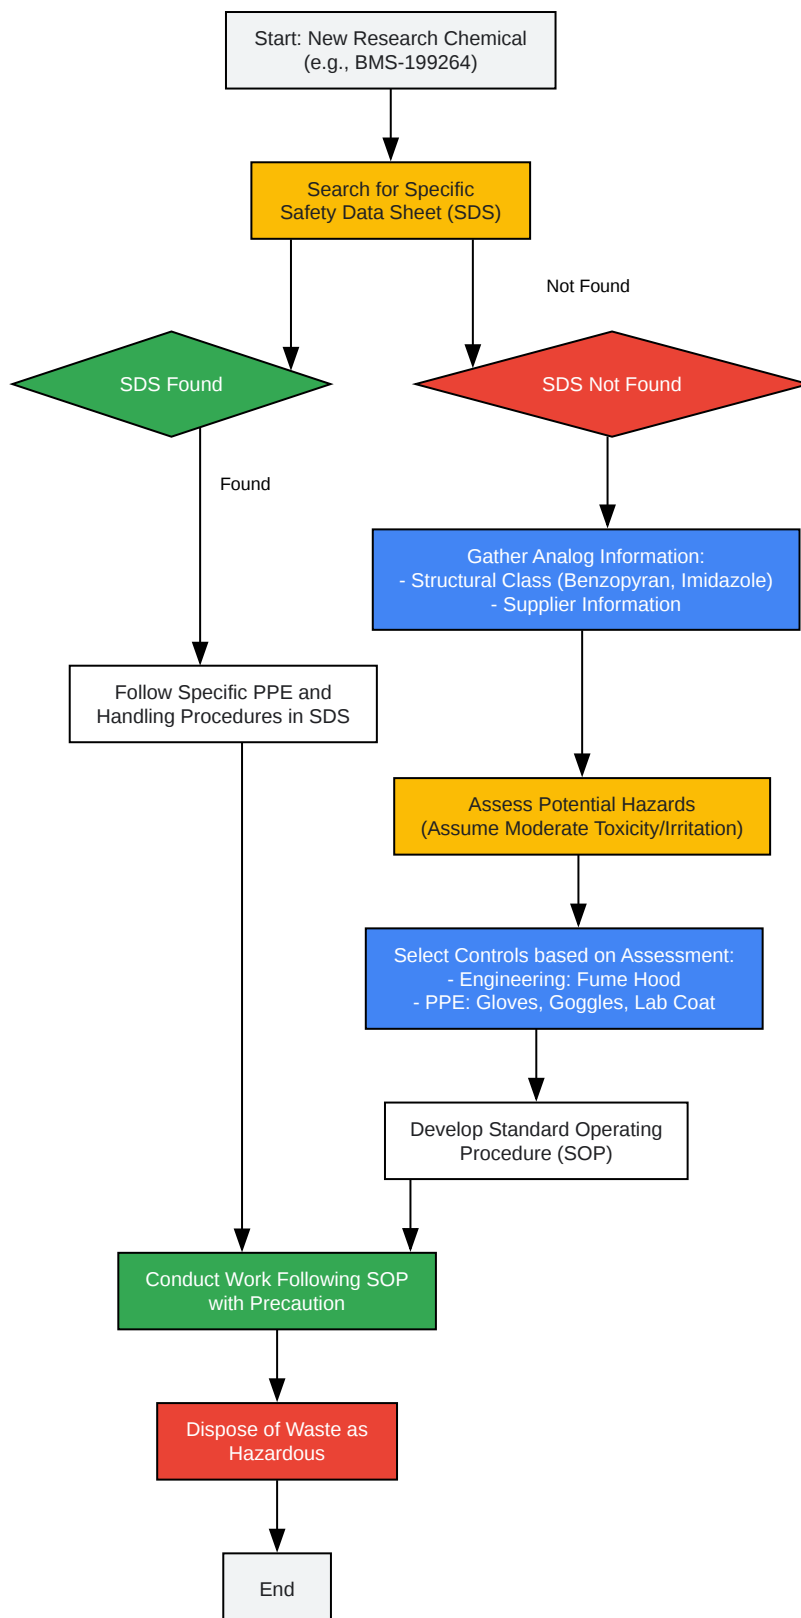 Start: New Research Chemical
(e.g., BMS-199264)
Search for Specific
Safety Data Sheet (SDS)
Not Found
SDS Found
SDS Not Found
Found
Gather Analog Information:
- Structural Class (Benzopyran, Imidazole)
- Supplier Information
Follow Specific PPE and
Handling Procedures in SDS
Assess Potential Hazards
(Assume Moderate Toxicity/Irritation)
Select Controls based on Assessment:
- Engineering: Fume Hood
- PPE: Gloves, Goggles, Lab Coat
Develop Standard Operating
Procedure (SOP)
Conduct Work Following SOP
with Precaution
Dispose of Waste as
Hazardous
End